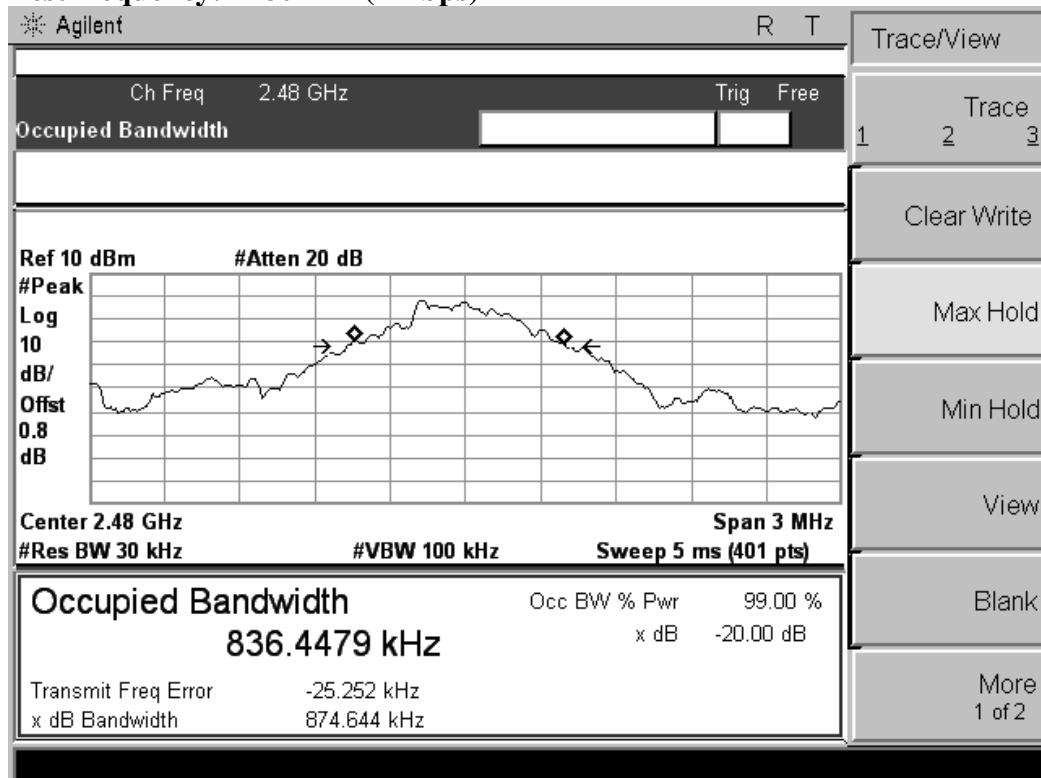 Agilent R T
Trace/View
Ch Freq 2.48 GHz Trig Free
Occupied Bandwidth
Trace
1 2 3
Clear Write
Ref 10 dBm #Atten 20 dB
#Peak
Log
10
dB/
Offst
0.8
dB
Max Hold
Min Hold
View
Center 2.48 GHz Span 3 MHz
#Res BW 30 kHz #VBW 100 kHz Sweep 5 ms (401 pts)
Occupied Bandwidth Occ BW % Pwr 99.00 %
836.4479 kHz x dB -20.00 dB
Transmit Freq Error -25.252 kHz
x dB Bandwidth 874.644 kHz
Blank
More
1 of 2